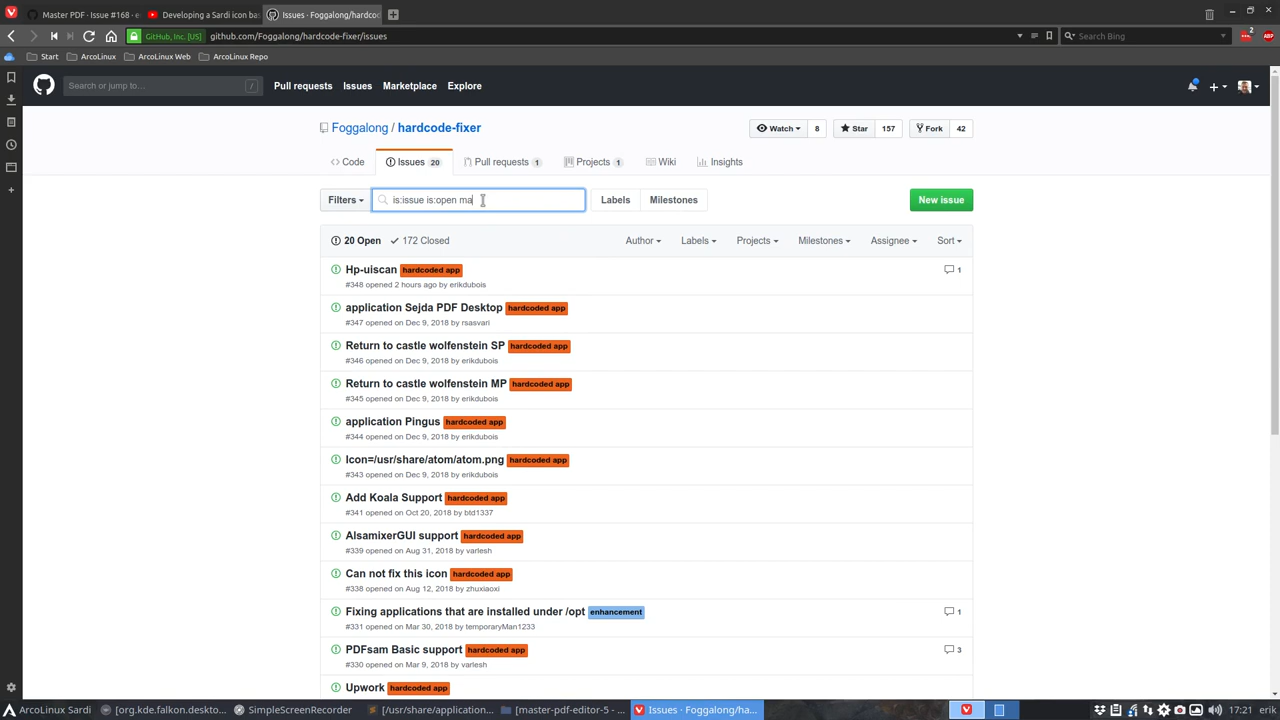 Master PDF · Issue #168 · e
Developing a Sardi icon ba
Issues · Foggalong/hardco
GitHub, Inc. [US]
github.com/Foggalong/hardcode-fixer/issues
Search Bing
Start
ArcoLinux
ArcoLinux Web
ArcoLinux Repo
Search or jump to...
/
Pull requests
Issues
Marketplace
Explore
Foggalong / hardcode-fixer
Watch 8
Star 157
Fork 42
Code
Issues 20
Pull requests 1
Projects 1
Wiki
Insights
Filters
is:issue is:open ma
Labels
Milestones
New issue
20 Open
172 Closed
Author
Labels
Projects
Milestones
Assignee
Sort
Hp-uiscan hardcoded app
1
#348 opened 2 hours ago by erikdubois
application Sejda PDF Desktop hardcoded app
#347 opened on Dec 9, 2018 by rsasvari
Return to castle wolfenstein SP hardcoded app
#346 opened on Dec 9, 2018 by erikdubois
Return to castle wolfenstein MP hardcoded app
#345 opened on Dec 9, 2018 by erikdubois
application Pingus hardcoded app
#344 opened on Dec 9, 2018 by erikdubois
Icon=/usr/share/atom/atom.png hardcoded app
#343 opened on Dec 9, 2018 by erikdubois
Add Koala Support hardcoded app
#341 opened on Oct 20, 2018 by btd1337
AlsamixerGUI support hardcoded app
#339 opened on Aug 31, 2018 by varlesh
Can not fix this icon hardcoded app
#338 opened on Aug 12, 2018 by zhuxiaoxi
Fixing applications that are installed under /opt enhancement
1
#331 opened on Mar 30, 2018 by temporaryMan1233
PDFsam Basic support hardcoded app
3
#330 opened on Mar 9, 2018 by varlesh
Upwork hardcoded app
ArcoLinux Sardi
[org.kde.falkon.deskto...
SimpleScreenRecorder
[/usr/share/application...
[master-pdf-editor-5 - ...
Issues · Foggalong/ha...
17:21
erik